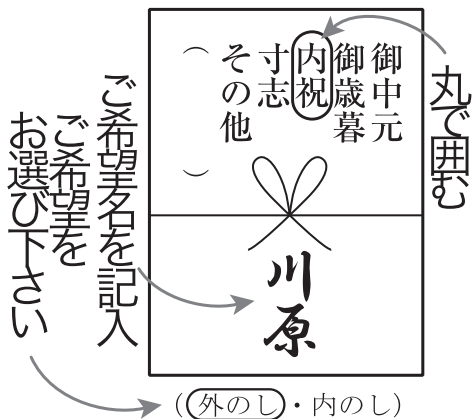 丸で囲む
御中元
御歳暮
内祝
寸志
その他
（　　）
川原
ご希望名を記入
ご希望を
お選び下さい
（外のし・内のし）